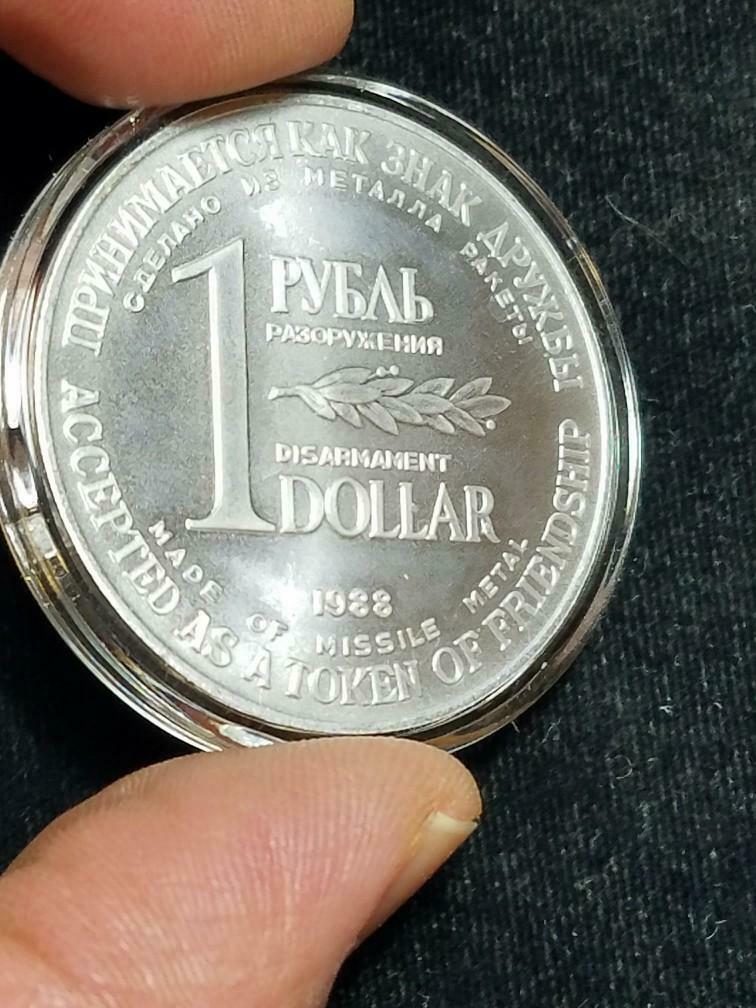 ПРИНИМАЕТСЯ КАК ЗНАК ДРУЖБЫ
СДЕЛАНО ИЗ МЕТАЛЛА РАКЕТЫ
1
РУБЛЬ
РАЗОРУЖЕНИЯ
DISARMAMENT
DOLLAR
1988
MADE OF MISSILE METAL
ACCEPTED AS A TOKEN OF FRIENDSHIP